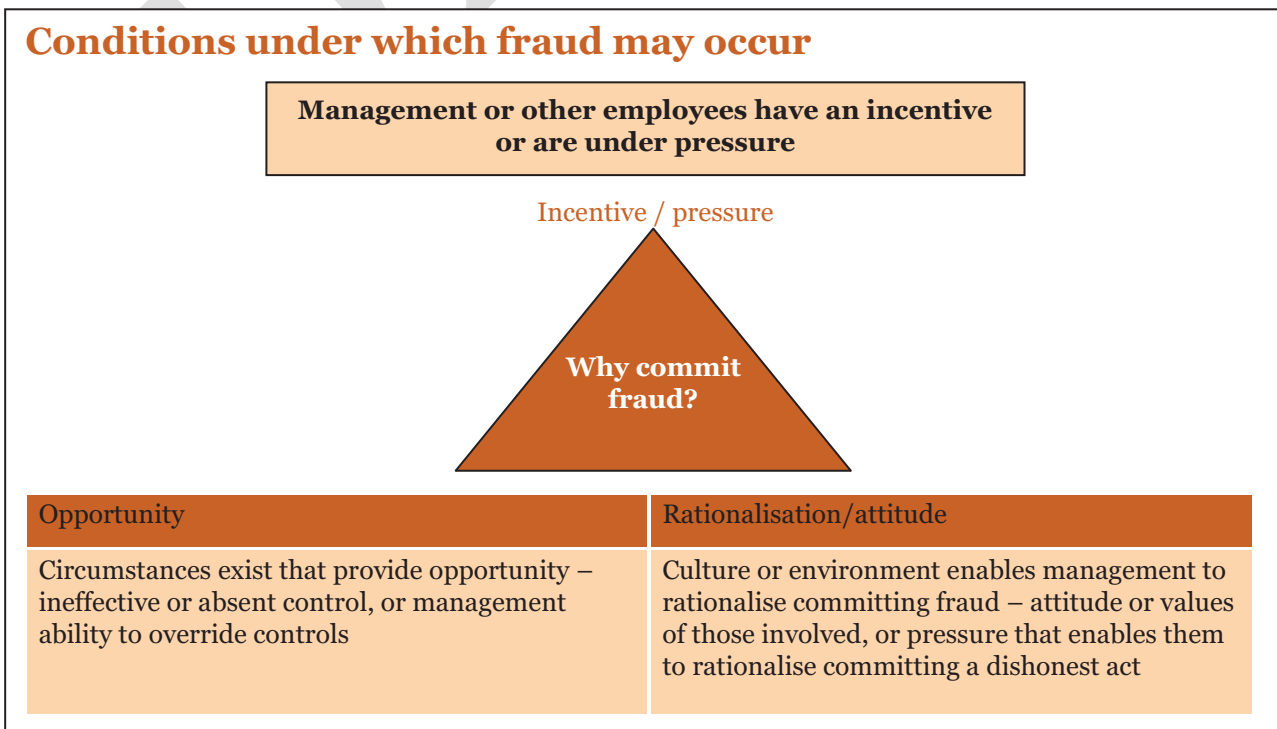 Conditions under which fraud may occur
Management or other employees have an incentive
or are under pressure
Incentive / pressure
Why commit
fraud?
Opportunity
Rationalisation/attitude
Circumstances exist that provide opportunity –
ineffective or absent control, or management
ability to override controls
Culture or environment enables management to
rationalise committing fraud – attitude or values
of those involved, or pressure that enables them
to rationalise committing a dishonest act